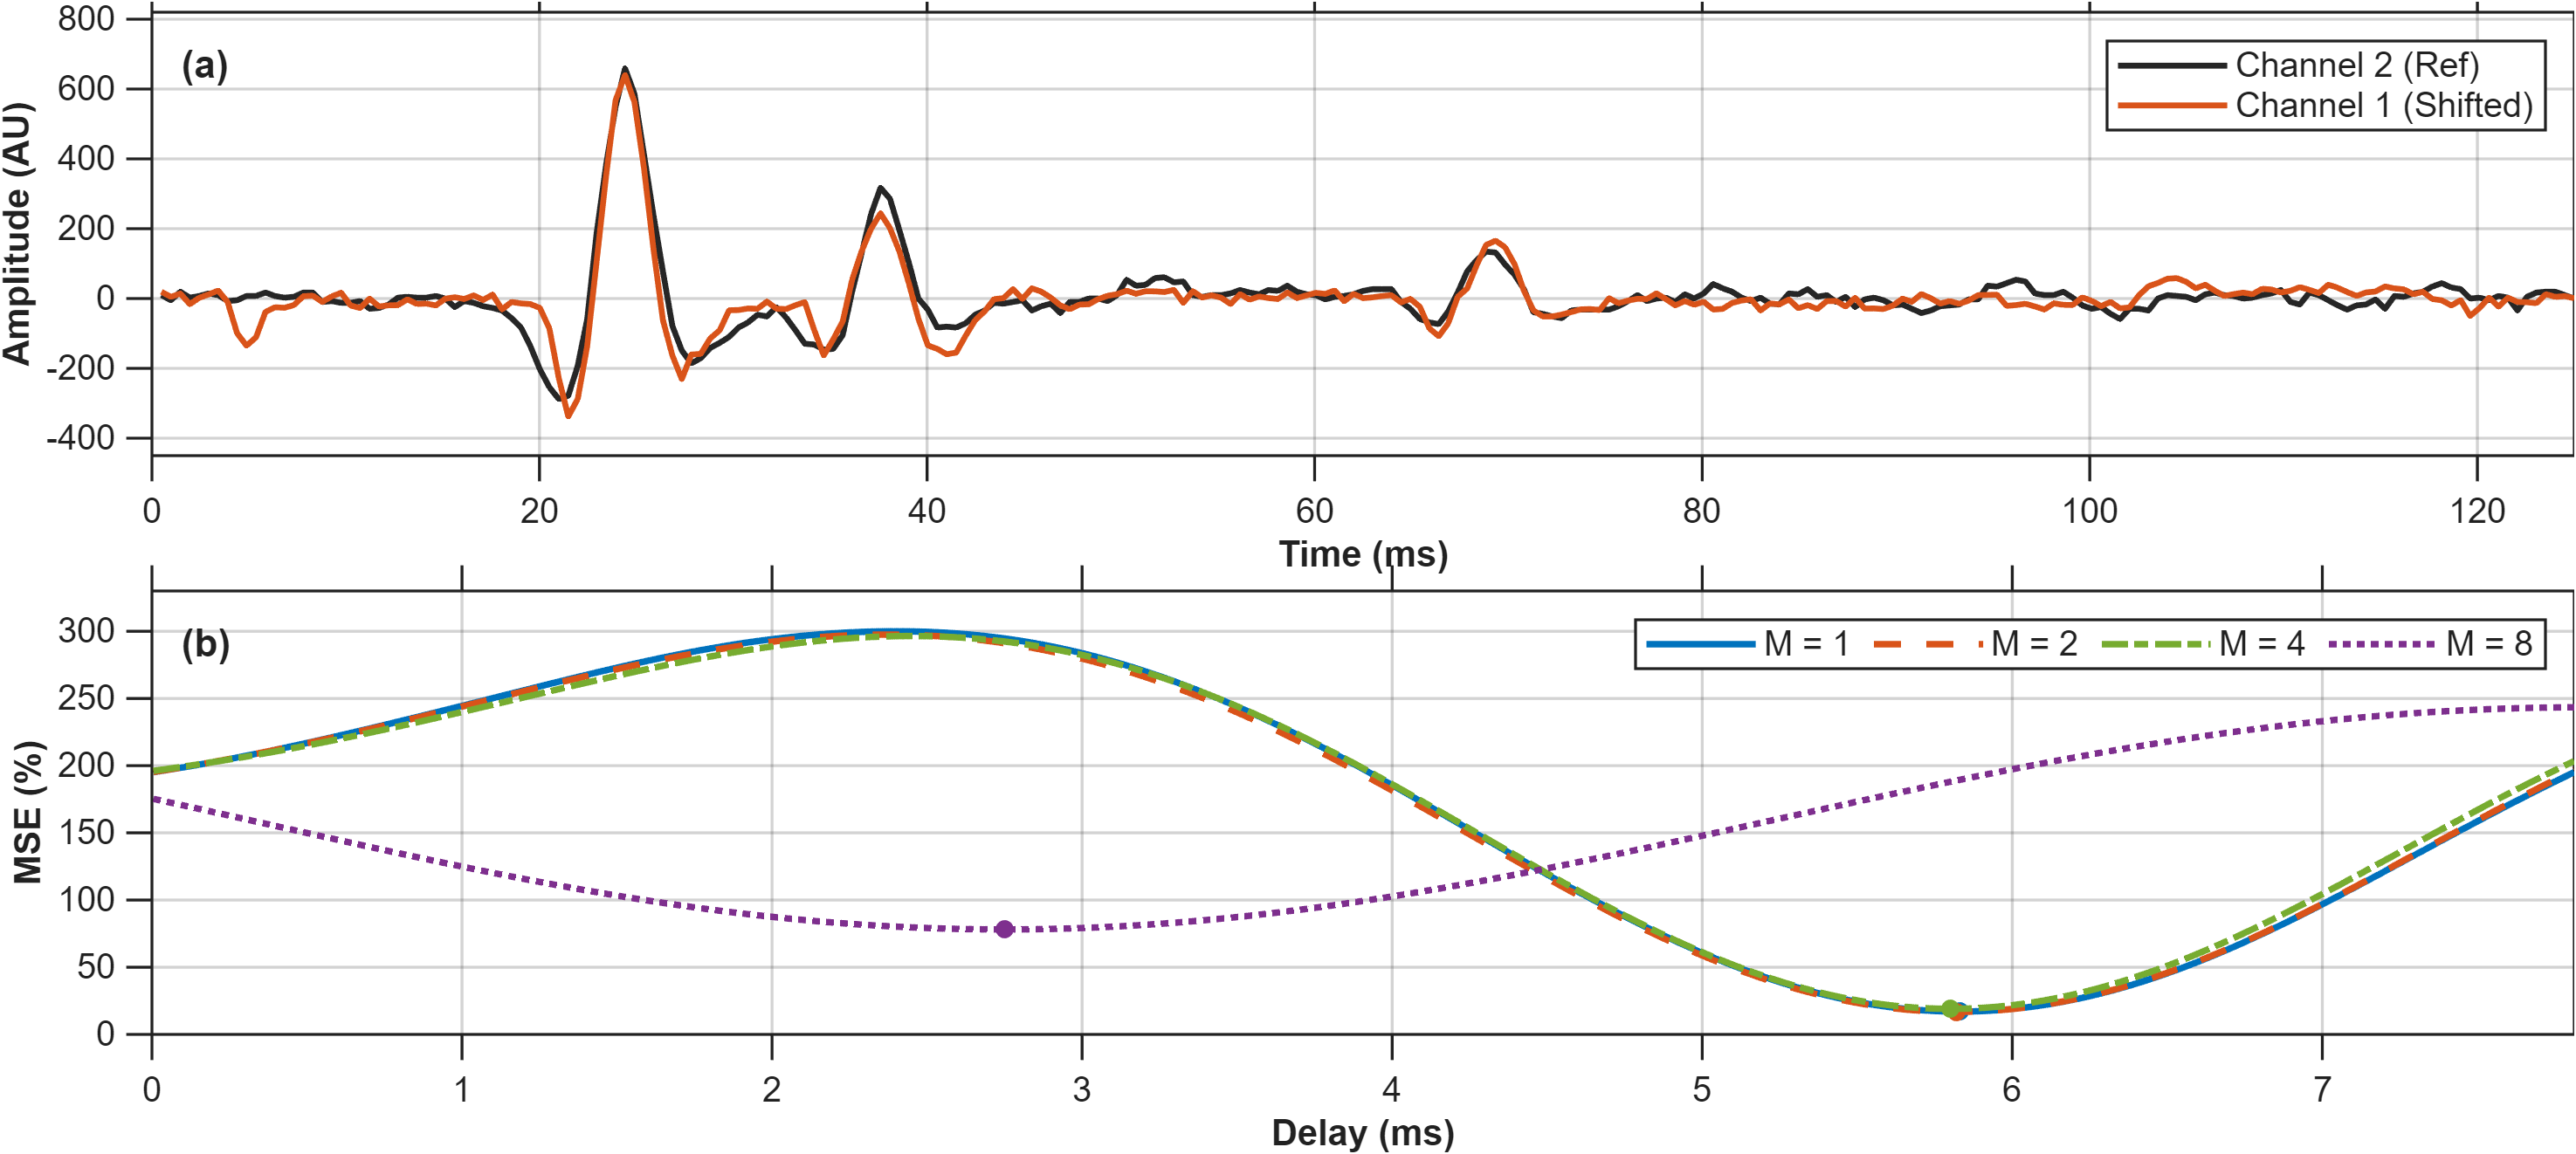 800
600
400
200
0
-200
-400
Amplitude (AU)
(a)
Channel 2 (Ref)
Channel 1 (Shifted)
0 20 40 60 80 100 120
Time (ms)
300
250
200
150
100
50
0
MSE (%)
(b)
M = 1 M = 2 M = 4 M = 8
0 1 2 3 4 5 6 7
Delay (ms)